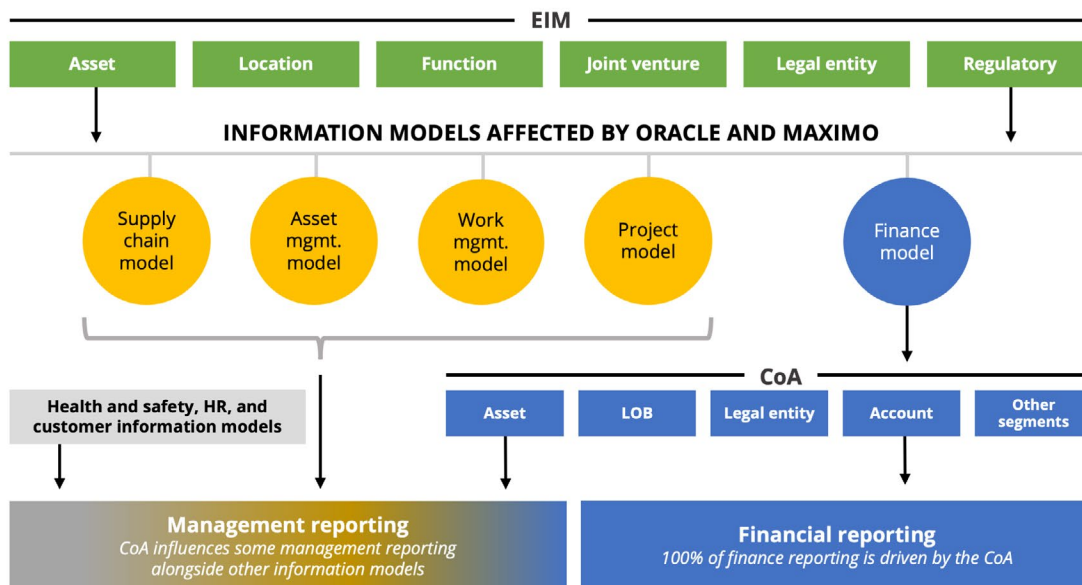 EIM
Asset
Location
Function
Joint venture
Legal entity
Regulatory
INFORMATION MODELS AFFECTED BY ORACLE AND MAXIMO
Supply
chain
model
Asset
mgmt.
model
Work
mgmt.
model
Project
model
Finance
model
CoA
Health and safety, HR, and
customer information models
Asset
LOB
Legal entity
Account
Other
segments
Management reporting
CoA influences some management reporting
alongside other information models
Financial reporting
100% of finance reporting is driven by the CoA